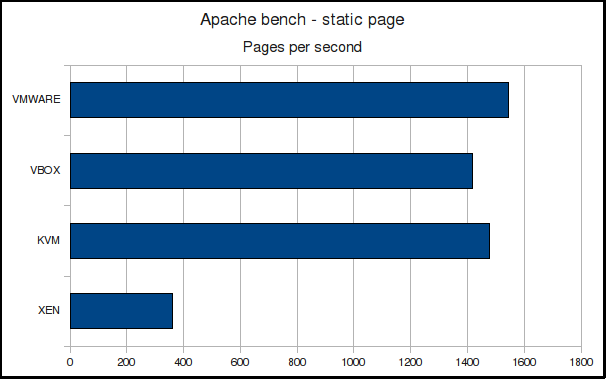 Apache bench - static page
Pages per second
VMWARE
VBOX
KVM
XEN
0 200 400 600 800 1000 1200 1400 1600 1800